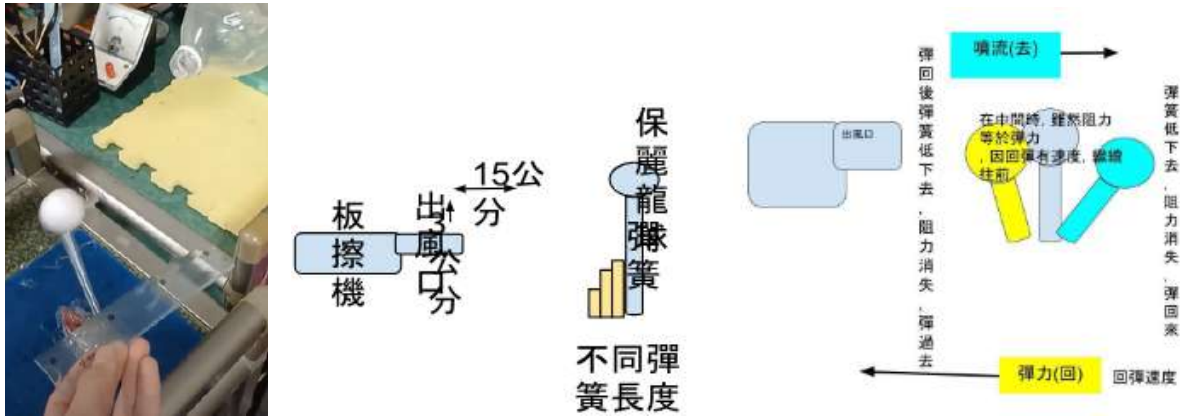 板擦機
出風口
3公分
15公
分
保麗龍球
彈簧
不同彈
簧長度
出風口
彈回後彈簧低下去，阻力消失，彈過去
噴流(去)
在中間時, 雖然阻力
等於彈力
, 因回彈有速度, 繼續
往前
彈簧低下去，阻力消失，彈回來
彈力(回)
回彈速度